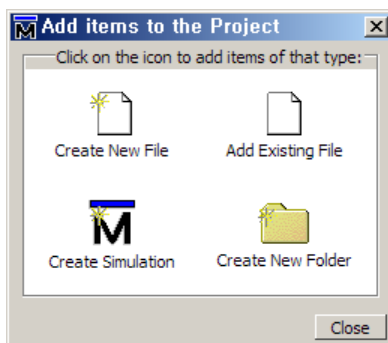 Add items to the Project
Click on the icon to add items of that type:
Create New File
Add Existing File
Create Simulation
Create New Folder
Close